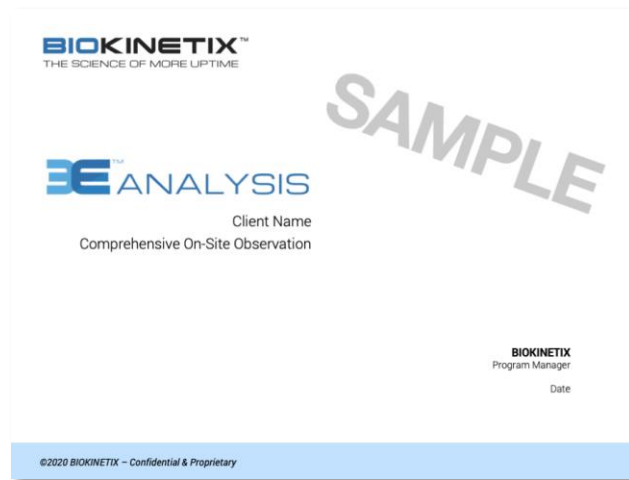 BIOKINETIX™
THE SCIENCE OF MORE UPTIME
SAMPLE
3E™ ANALYSIS
Client Name
Comprehensive On-Site Observation
BIOKINETIX
Program Manager
Date
©2020 BIOKINETIX – Confidential & Proprietary